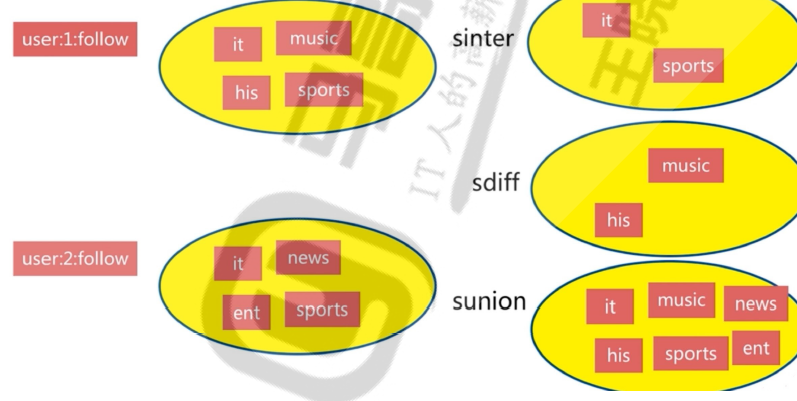 user:1:follow
it
music
his
sports
sinter
it
sports
sdiff
music
his
user:2:follow
it
news
ent
sports
sunion
it
music
news
his
sports
ent
IT人的高薪
王晓